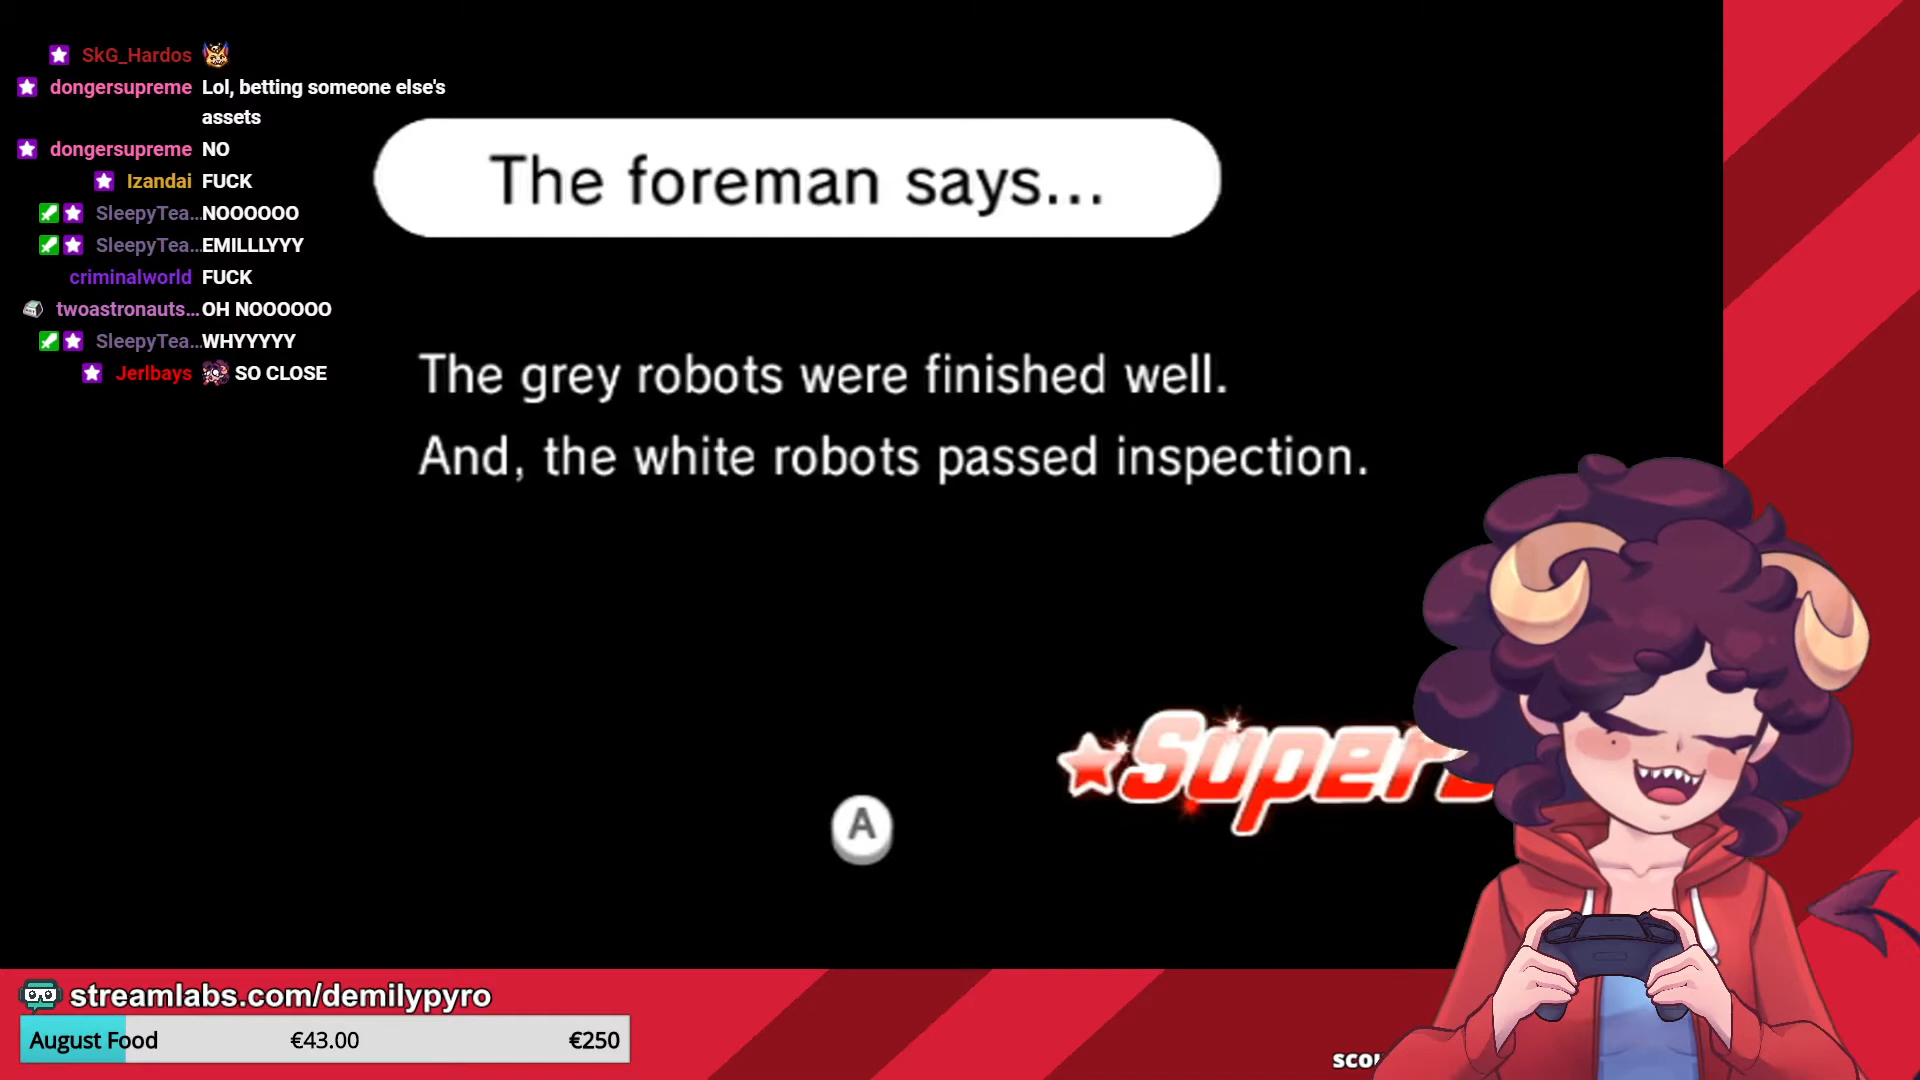 SkG_Hardos
dongersupreme Lol, betting someone else's
assets
dongersupreme NO
Izandai FUCK
SleepyTea... NOOOOOO
SleepyTea... EMILLLYYY
criminalworld FUCK
twoastronauts... OH NOOOOOO
SleepyTea... WHYYYYY
Jerlbays SO CLOSE
The foreman says...
The grey robots were finished well.
And, the white robots passed inspection.
Super
A
streamlabs.com/demilypyro
August Food €43.00 €250